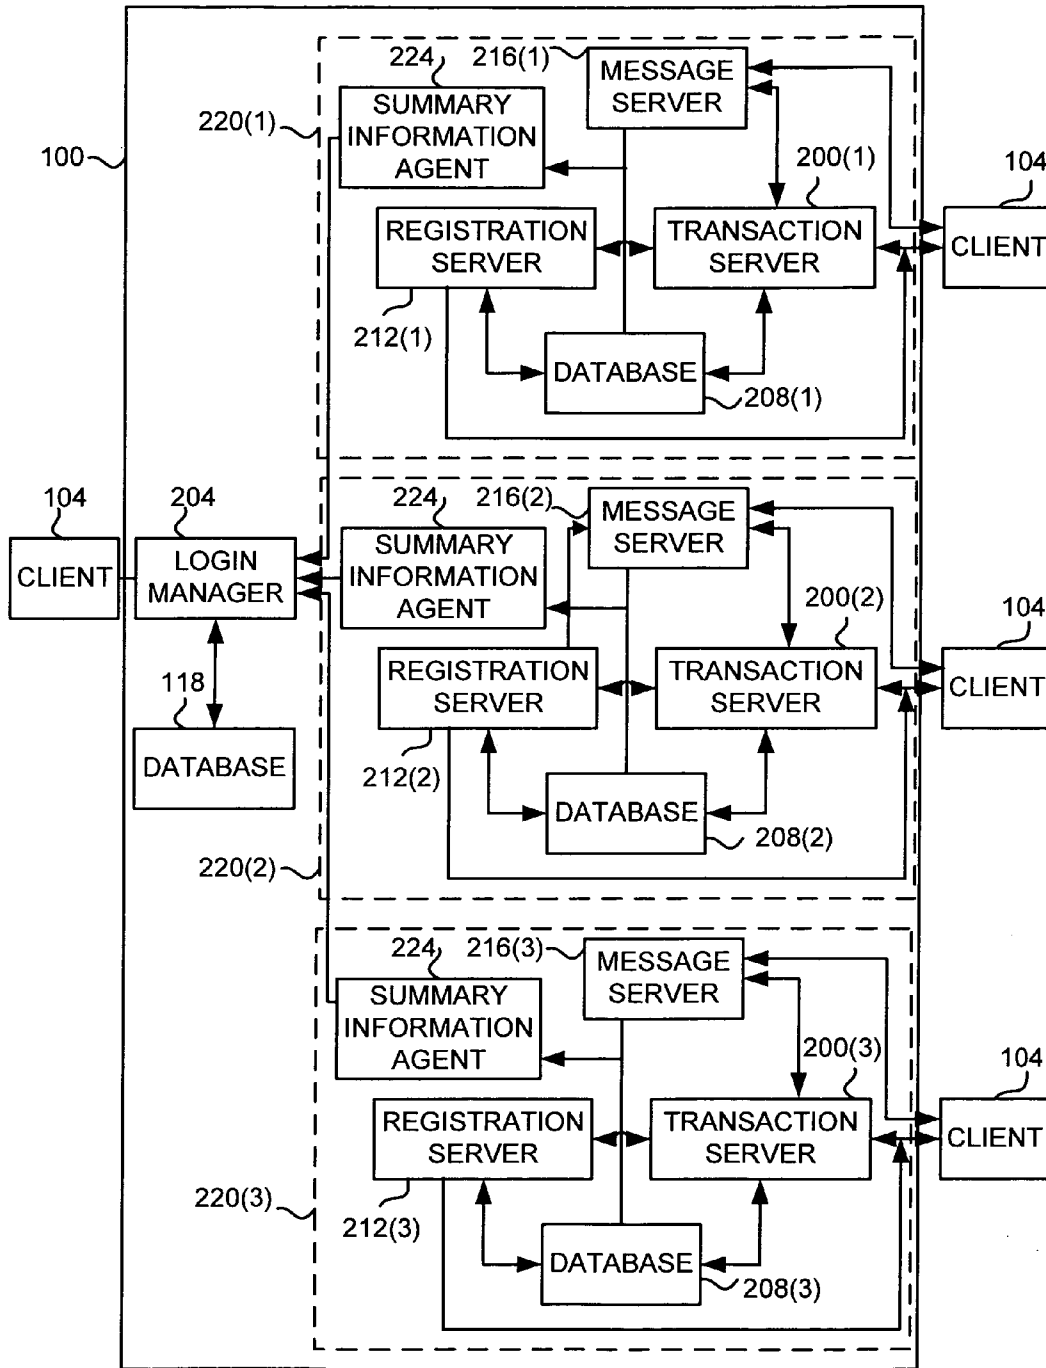 224
216(1)
MESSAGE
SERVER
SUMMARY
INFORMATION
AGENT
220(1)
100
200(1)
104
REGISTRATION
SERVER
TRANSACTION
SERVER
CLIENT
212(1)
DATABASE
208(1)
104
204
224
216(2)
MESSAGE
SERVER
CLIENT
LOGIN
MANAGER
SUMMARY
INFORMATION
AGENT
200(2)
104
118
REGISTRATION
SERVER
TRANSACTION
SERVER
CLIENT
DATABASE
212(2)
DATABASE
208(2)
220(2)
224
216(3)
MESSAGE
SERVER
SUMMARY
INFORMATION
AGENT
200(3)
104
REGISTRATION
SERVER
TRANSACTION
SERVER
CLIENT
220(3)
212(3)
DATABASE
208(3)